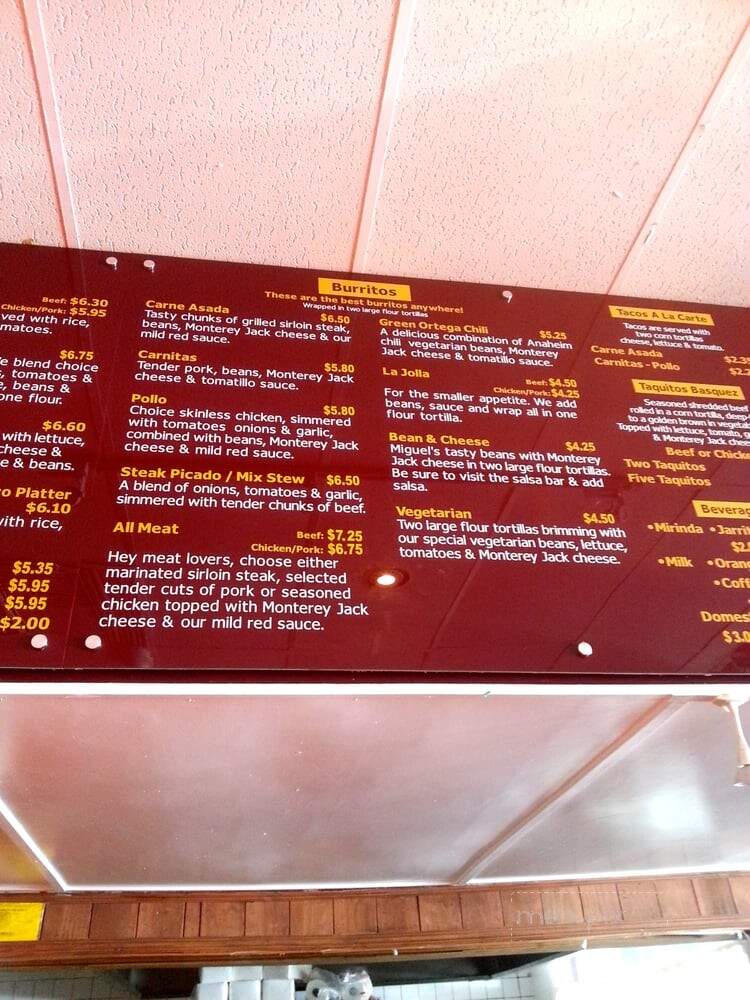 Beef: $6.30
Chicken/Pork: $5.95
ved with rice,
matoes.
$6.75
blend choice
s, tomatoes &
e, beans &
one flour.
$6.60
with lettuce,
cheese &
e & beans.
o Platter
$6.10
with rice,
$5.35
$5.95
$5.95
$2.00
Burritos
These are the best burritos anywhere!
Wrapped in two large flour tortillas
Carne Asada $6.50
Tasty chunks of grilled sirloin steak,
beans, Monterey Jack cheese & our
mild red sauce.
Carnitas $5.80
Tender pork, beans, Monterey Jack
cheese & tomatillo sauce.
Pollo $5.80
Choice skinless chicken, simmered
with tomatoes onions & garlic,
combined with beans, Monterey Jack
cheese & mild red sauce.
Steak Picado / Mix Stew $6.50
A blend of onions, tomatoes & garlic,
simmered with tender chunks of beef.
All Meat Beef: $7.25
Chicken/Pork: $6.75
Hey meat lovers, choose either
marinated sirloin steak, selected
tender cuts of pork or seasoned
chicken topped with Monterey Jack
cheese & our mild red sauce.
Green Ortega Chili $5.25
A delicious combination of Anaheim
chili vegetarian beans, Monterey
Jack cheese & tomatillo sauce.
La Jolla Beef: $4.50
Chicken/Pork: $4.25
For the smaller appetite. We add
beans, sauce and wrap all in one
flour tortilla.
Bean & Cheese $4.25
Miguel's tasty beans with Monterey
Jack cheese in two large flour tortillas.
Be sure to visit the salsa bar & add
salsa.
Vegetarian $4.50
Two large flour tortillas brimming with
our special vegetarian beans, lettuce,
tomatoes & Monterey Jack cheese.
Tacos A La Carte
Tacos are served with
two corn tortillas
cheese, lettuce & tomato.
Carne Asada
Carnitas - Pollo
Taquitos Basquez
Seasoned shredded beef
rolled in a corn tortilla, deep-
to a golden brown in vegetab
Topped with lettuce, tomato,
& Monterey Jack chee
Beef or Chicke
Two Taquitos
Five Taquitos
Beverag
•Mirinda •Jarrit
•Milk •Oran
•Coff
Domes
$3.0